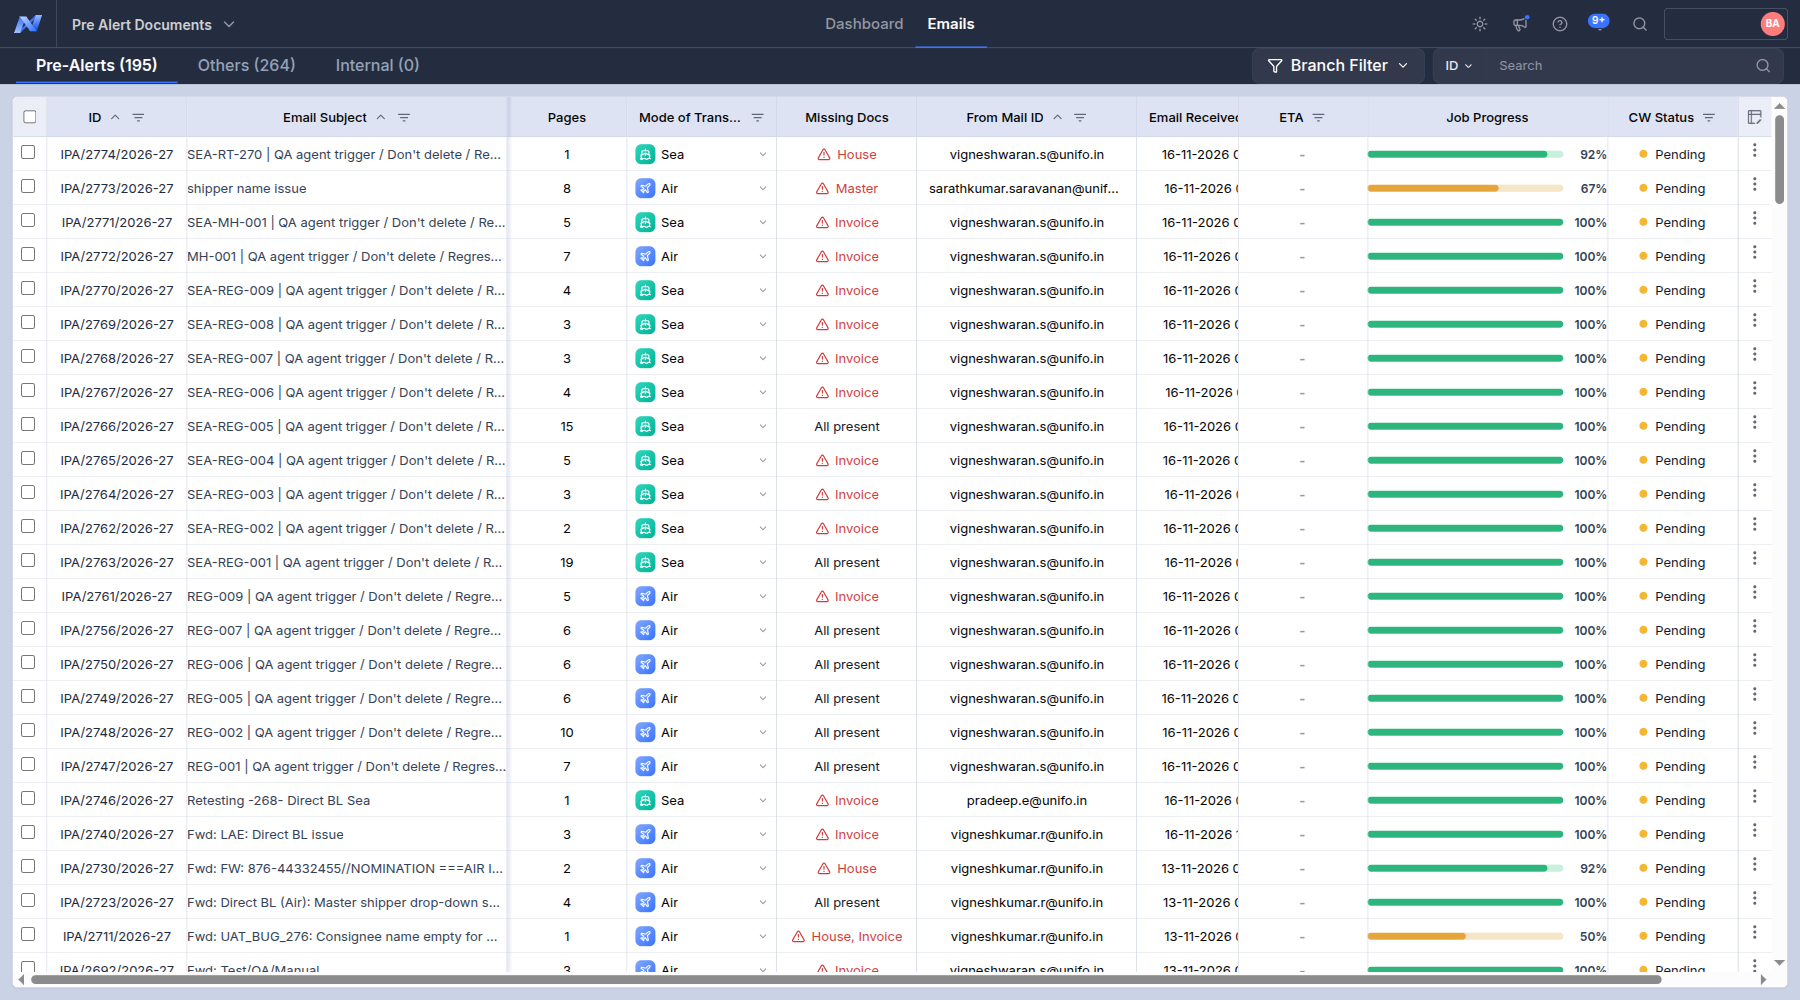 Pre Alert Documents
Dashboard
Emails
9+
BA
Pre-Alerts (195)
Others (264)
Internal (0)
Branch Filter
ID
Search
ID Email Subject Pages Mode of Trans... Missing Docs From Mail ID Email Received ETA Job Progress CW Status
IPA/2774/2026-27 SEA-RT-270 | QA agent trigger / Don't delete / Re... 1 Sea House vigneshwaran.s@unifo.in 16-11-2026 - 92% Pending
IPA/2773/2026-27 shipper name issue 8 Air Master sarathkumar.saravanan@unif... 16-11-2026 - 67% Pending
IPA/2771/2026-27 SEA-MH-001 | QA agent trigger / Don't delete / Re... 5 Sea Invoice vigneshwaran.s@unifo.in 16-11-2026 - 100% Pending
IPA/2772/2026-27 MH-001 | QA agent trigger / Don't delete / Regres... 7 Air Invoice vigneshwaran.s@unifo.in 16-11-2026 - 100% Pending
IPA/2770/2026-27 SEA-REG-009 | QA agent trigger / Don't delete / R... 4 Sea Invoice vigneshwaran.s@unifo.in 16-11-2026 - 100% Pending
IPA/2769/2026-27 SEA-REG-008 | QA agent trigger / Don't delete / R... 3 Sea Invoice vigneshwaran.s@unifo.in 16-11-2026 - 100% Pending
IPA/2768/2026-27 SEA-REG-007 | QA agent trigger / Don't delete / R... 3 Sea Invoice vigneshwaran.s@unifo.in 16-11-2026 - 100% Pending
IPA/2767/2026-27 SEA-REG-006 | QA agent trigger / Don't delete / R... 4 Sea Invoice vigneshwaran.s@unifo.in 16-11-2026 - 100% Pending
IPA/2766/2026-27 SEA-REG-005 | QA agent trigger / Don't delete / R... 15 Sea All present vigneshwaran.s@unifo.in 16-11-2026 - 100% Pending
IPA/2765/2026-27 SEA-REG-004 | QA agent trigger / Don't delete / R... 5 Sea Invoice vigneshwaran.s@unifo.in 16-11-2026 - 100% Pending
IPA/2764/2026-27 SEA-REG-003 | QA agent trigger / Don't delete / R... 3 Sea Invoice vigneshwaran.s@unifo.in 16-11-2026 - 100% Pending
IPA/2762/2026-27 SEA-REG-002 | QA agent trigger / Don't delete / R... 2 Sea Invoice vigneshwaran.s@unifo.in 16-11-2026 - 100% Pending
IPA/2763/2026-27 SEA-REG-001 | QA agent trigger / Don't delete / R... 19 Sea All present vigneshwaran.s@unifo.in 16-11-2026 - 100% Pending
IPA/2761/2026-27 REG-009 | QA agent trigger / Don't delete / Regre... 5 Air Invoice vigneshwaran.s@unifo.in 16-11-2026 - 100% Pending
IPA/2756/2026-27 REG-007 | QA agent trigger / Don't delete / Regre... 6 Air All present vigneshwaran.s@unifo.in 16-11-2026 - 100% Pending
IPA/2750/2026-27 REG-006 | QA agent trigger / Don't delete / Regre... 6 Air All present vigneshwaran.s@unifo.in 16-11-2026 - 100% Pending
IPA/2749/2026-27 REG-005 | QA agent trigger / Don't delete / Regre... 6 Air All present vigneshwaran.s@unifo.in 16-11-2026 - 100% Pending
IPA/2748/2026-27 REG-002 | QA agent trigger / Don't delete / Regre... 10 Air All present vigneshwaran.s@unifo.in 16-11-2026 - 100% Pending
IPA/2747/2026-27 REG-001 | QA agent trigger / Don't delete / Regres... 7 Air All present vigneshwaran.s@unifo.in 16-11-2026 - 100% Pending
IPA/2746/2026-27 Retesting -268- Direct BL Sea 1 Sea Invoice pradeep.e@unifo.in 16-11-2026 - 100% Pending
IPA/2740/2026-27 Fwd: LAE: Direct BL issue 3 Air Invoice vigneshkumar.r@unifo.in 16-11-2026 - 100% Pending
IPA/2730/2026-27 Fwd: FW: 876-44332455//NOMINATION ===AIR I... 2 Air House vigneshkumar.r@unifo.in 13-11-2026 - 92% Pending
IPA/2723/2026-27 Fwd: Direct BL (Air): Master shipper drop-down s... 4 Air All present vigneshkumar.r@unifo.in 13-11-2026 - 100% Pending
IPA/2711/2026-27 Fwd: UAT_BUG_276: Consignee name empty for ... 1 Air House, Invoice vigneshkumar.r@unifo.in 13-11-2026 - 50% Pending
IPA/2692/2026-27 Fwd: Test/QA/Manual 3 Air Invoice vigneshwaran.s@unifo.in 13-11-2026 - 100% Pending